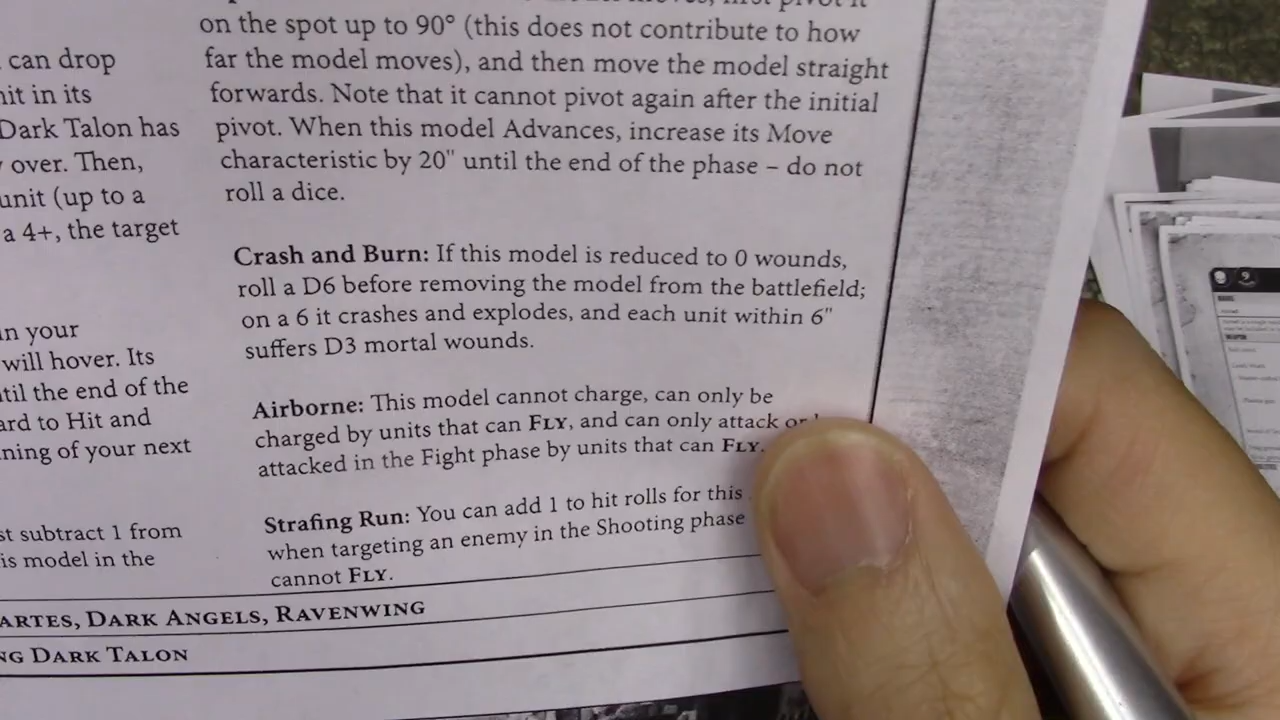 can drop
nit in its
Dark Talon has
over. Then,
unit (up to a
a 4+, the target
in your
will hover. Its
til the end of the
ard to Hit and
ning of your next
st subtract 1 from
is model in the
on the spot up to 90° (this does not contribute to how
far the model moves), and then move the model straight
forwards. Note that it cannot pivot again after the initial
pivot. When this model Advances, increase its Move
characteristic by 20" until the end of the phase – do not
roll a dice.
Crash and Burn: If this model is reduced to 0 wounds,
roll a D6 before removing the model from the battlefield;
on a 6 it crashes and explodes, and each unit within 6"
suffers D3 mortal wounds.
Airborne: This model cannot charge, can only be
charged by units that can FLY, and can only attack or
attacked in the Fight phase by units that can FLY.
Strafing Run: You can add 1 to hit rolls for this
when targeting an enemy in the Shooting phase
cannot FLY.
ARTES, DARK ANGELS, RAVENWING
NG DARK TALON